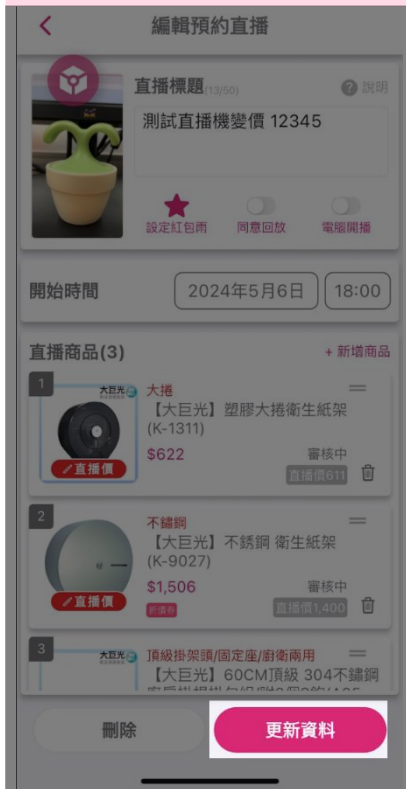 編輯預約直播
直播標題(13/50)
? 說明
測試直播機變價 12345
設定紅包雨
同意回放
電腦開播
開始時間
2024年5月6日
18:00
直播商品(3)
+ 新增商品
1
大巨光
大捲
【大巨光】塑膠大捲衛生紙架
(K-1311)
$622
審核中
直播價
直播價611
2
不鏽鋼
【大巨光】不銹鋼 衛生紙架
(K-9027)
$1,506
審核中
直播價
折價券
直播價1,400
3
大巨光
頂級掛架頭/固定座/廚衛兩用
【大巨光】60CM頂級 304不鏽鋼
刪除
更新資料